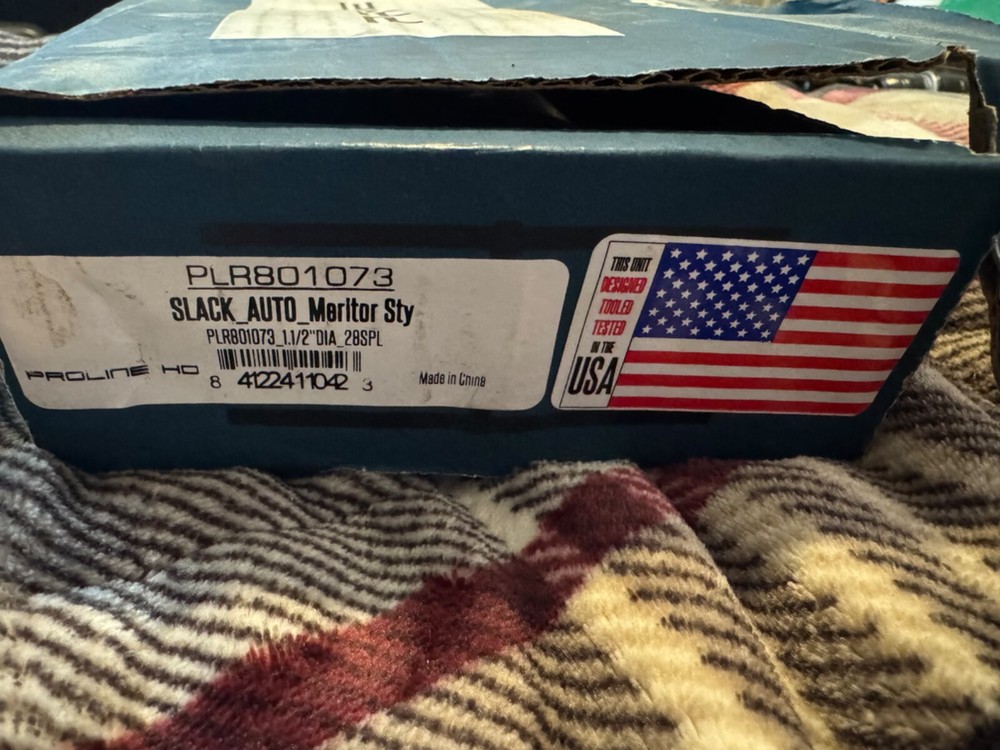 PLR801073
SLACK_AUTO_Meritor Sty
PLR801073_1.1/2"DIA_28SPL
PROLINE HD
8 4122411042 3
Made in China
THIS UNIT
DESIGNED
TOOLED
TESTED
IN THE
USA